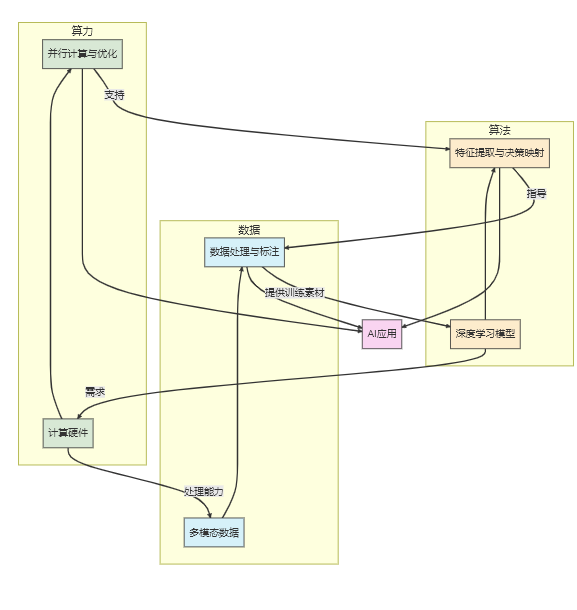 算力
并行计算与优化
支持
算法
特征提取与决策映射
指导
数据
数据处理与标注
提供训练素材
AI应用
深度学习模型
需求
计算硬件
处理能力
多模态数据